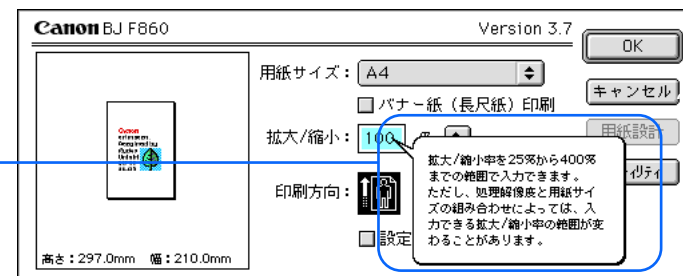 Canon BJ F860
Version 3.7
OK
用紙サイズ： A4
キャンセル
バナー紙（長尺紙）印刷
拡大/縮小： 100 %
用紙設計
拡大/縮小率を25%から400%
までの範囲で入力できます。
ただし、処理解像度と用紙サイ
ズの組み合わせによっては、入
力できる拡大/縮小率の範囲が変
わることがあります。
ィリティ
印刷方向：
設定
Canon
高さ：297.0mm 幅：210.0mm